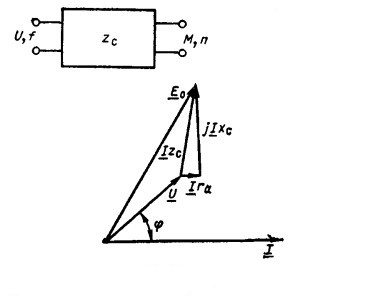 U, f
z_c
M, n
E_0
jIx_c
Iz_c
Ir_a
U
φ
I